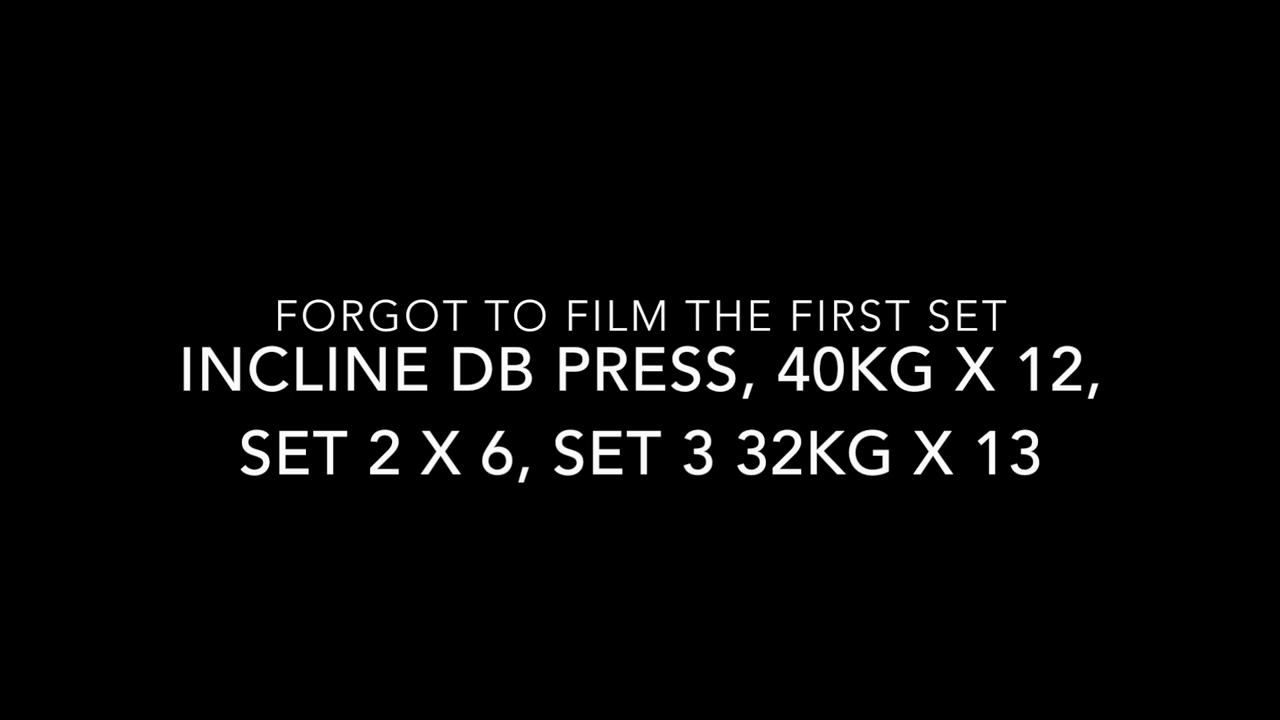 FORGOT TO FILM THE FIRST SET
INCLINE DB PRESS, 40KG X 12,
SET 2 X 6, SET 3 32KG X 13